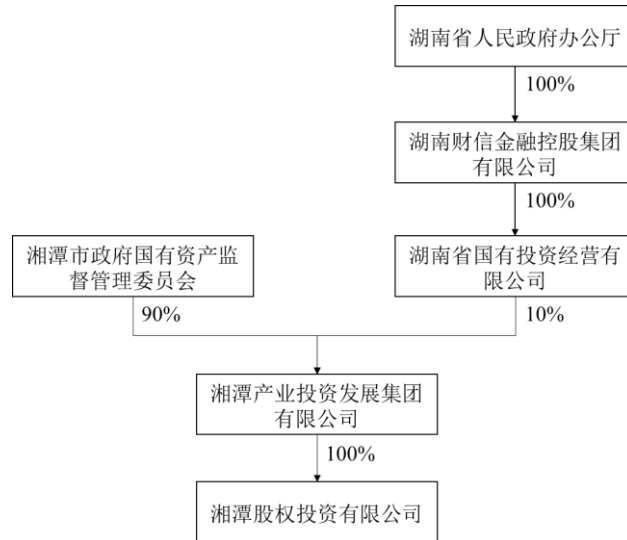 湖南省人民政府办公厅
100%
湖南财信金融控股集团
有限公司
100%
湘潭市政府国有资产监
督管理委员会
湖南省国有投资经营有
限公司
90%
10%
湘潭产业投资发展集团
有限公司
100%
湘潭股权投资有限公司